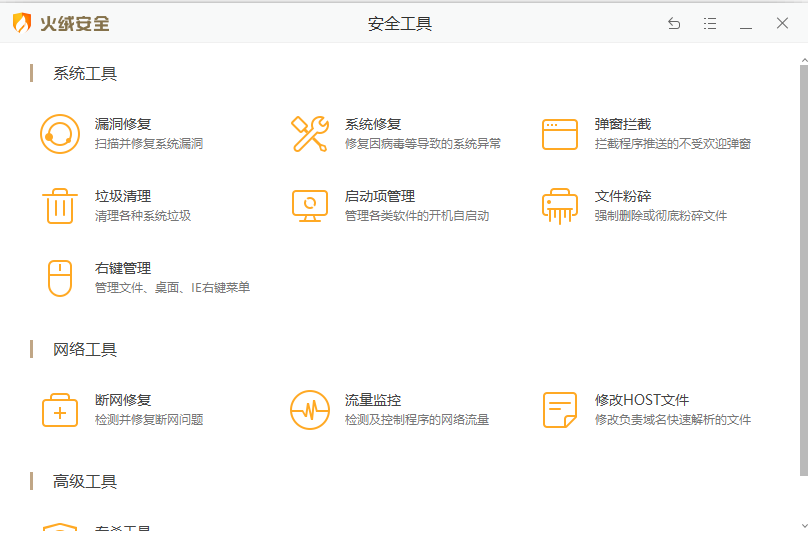 火绒安全
安全工具
系统工具
漏洞修复
扫描并修复系统漏洞
系统修复
修复因病毒等导致的系统异常
弹窗拦截
拦截程序推送的不受欢迎弹窗
垃圾清理
清理各种系统垃圾
启动项管理
管理各类软件的开机自启动
文件粉碎
强制删除或彻底粉碎文件
右键管理
管理文件、桌面、IE右键菜单
网络工具
断网修复
检测并修复断网问题
流量监控
检测及控制程序的网络流量
修改HOST文件
修改负责域名快速解析的文件
高级工具
专杀工具